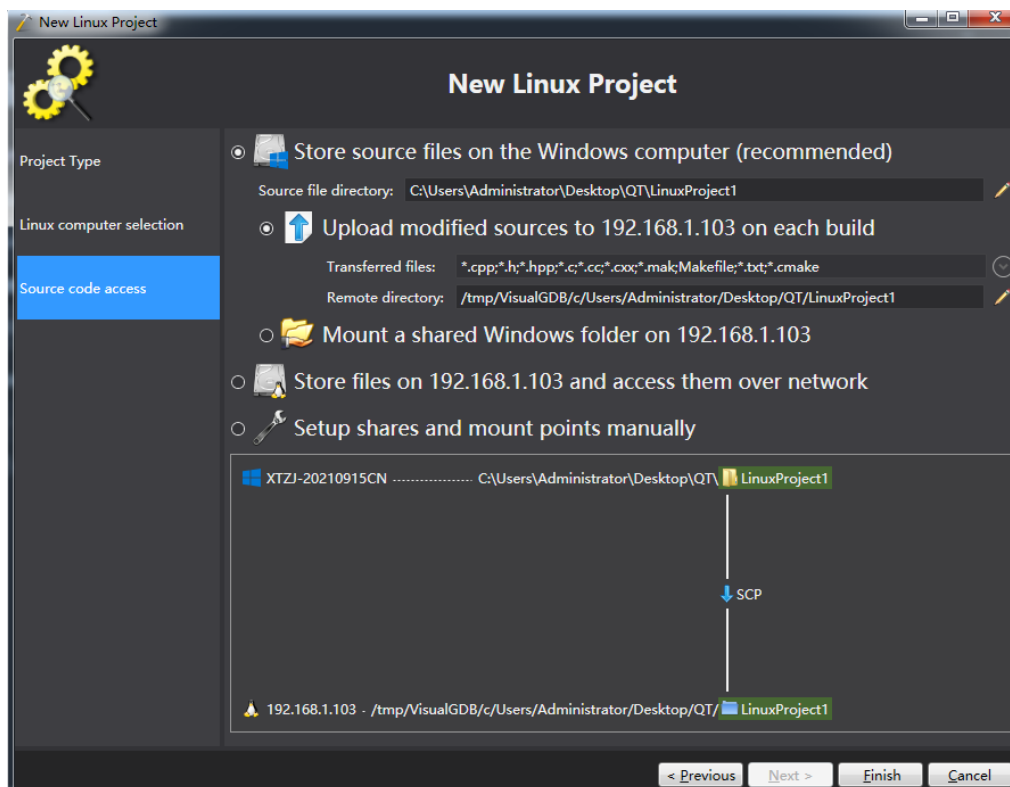 New Linux Project
New Linux Project
Project Type
Linux computer selection
Source code access
Store source files on the Windows computer (recommended)
Source file directory: C:\Users\Administrator\Desktop\QT\LinuxProject1
Upload modified sources to 192.168.1.103 on each build
Transferred files: *.cpp;*.h;*.hpp;*.c;*.cc;*.cxx;*.mak;Makefile;*.txt;*.cmake
Remote directory: /tmp/VisualGDB/c/Users/Administrator/Desktop/QT/LinuxProject1
Mount a shared Windows folder on 192.168.1.103
Store files on 192.168.1.103 and access them over network
Setup shares and mount points manually
XTZJ-20210915CN ------------------ C:\Users\Administrator\Desktop\QT\ LinuxProject1
SCP
192.168.1.103 - /tmp/VisualGDB/c/Users/Administrator/Desktop/QT/ LinuxProject1
< Previous Next > Finish Cancel